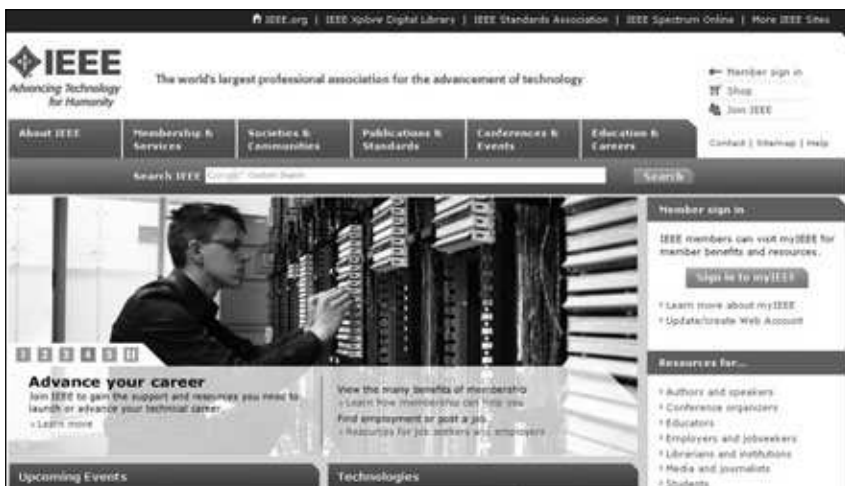 IEEE.org | IEEE Xplore Digital Library | IEEE Standards Association | IEEE Spectrum Online | More IEEE Sites
IEEE
Advancing Technology
for Humanity
The world's largest professional association for the advancement of technology
Member sign in
Shop
Join IEEE
Contact | Sitemap | Help
About IEEE
Membership &
Services
Societies &
Communities
Publications &
Standards
Conferences &
Events
Education &
Careers
Search IEEE
Google Custom Search
Search
Member sign in
IEEE members can visit myIEEE for
member benefits and resources.
Sign in to myIEEE
Learn more about myIEEE
Update/create Web Account
1 2 3 4 5
Advance your career
Join IEEE to gain the support and resources you need to
launch or advance your technical career.
Learn more
View the many benefits of membership
Learn how membership can help you
Find employment or post a job
Resources for job seekers and employers
Resources for...
Authors and speakers
Conference organizers
Educators
Employers and jobseekers
Librarians and institutions
Media and journalists
Students
Upcoming Events
Technologies